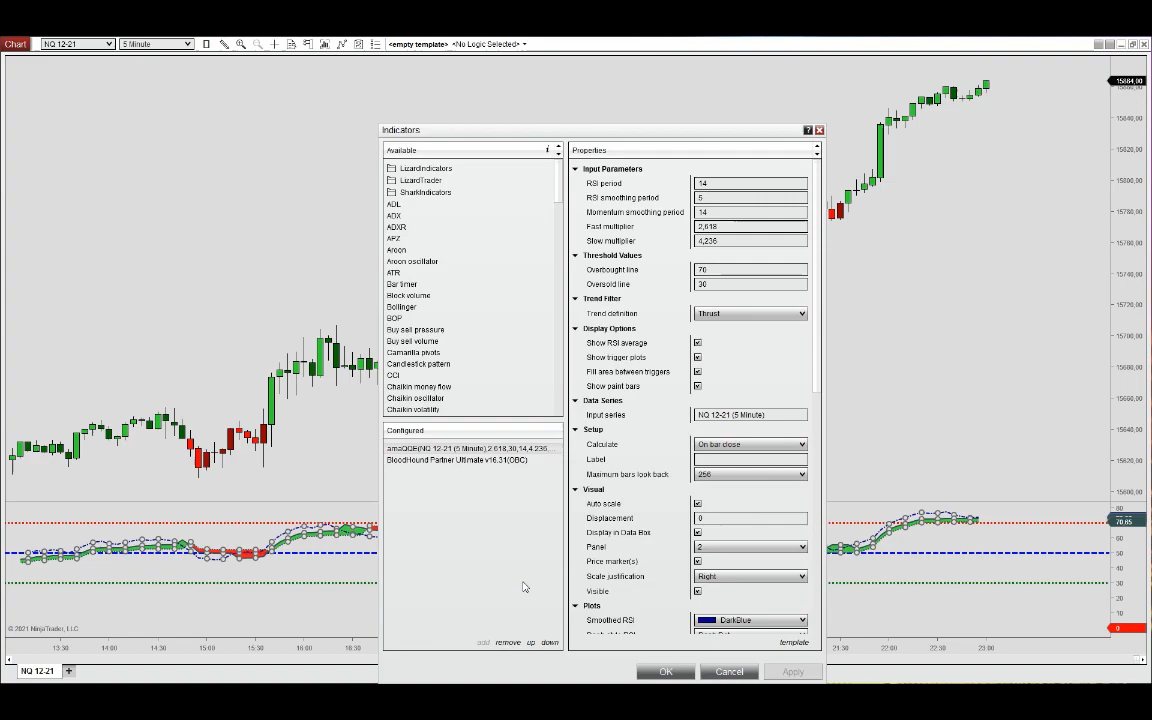 Chart NQ 12-21 5 Minute <empty template> <No Logic Selected>
15884,00
15860,00
15840,00
15820,00
15800,00
15780,00
15760,00
15740,00
15720,00
15700,00
15680,00
15660,00
15640,00
15620,00
15600,00
Indicators
Available
LizardIndicators
LizardTrader
SharkIndicators
ADL
ADX
ADXR
APZ
Aroon
Aroon oscillator
ATR
Bar timer
Block volume
Bollinger
BOP
Buy sell pressure
Buy sell volume
Camarilla pivots
Candlestick pattern
CCI
Chaikin money flow
Chaikin oscillator
Chaikin volatility
Configured
amaQQE(NQ 12-21 (5 Minute),2.618,30,14,4.236,...
BloodHound Partner Ultimate v16.31(OBC)
add remove up down
Properties
Input Parameters
RSI period 14
RSI smoothing period 5
Momentum smoothing period 14
Fast multiplier 2,618
Slow multiplier 4,236
Threshold Values
Overbought line 70
Oversold line 30
Trend Filter
Trend definition Thrust
Display Options
Show RSI average
Show trigger plots
Fill area between triggers
Show paint bars
Data Series
Input series NQ 12-21 (5 Minute)
Setup
Calculate On bar close
Label
Maximum bars look back 256
Visual
Auto scale
Displacement 0
Display in Data Box
Panel 2
Price marker(s)
Scale justification Right
Visible
Plots
Smoothed RSI DarkBlue
template
OK Cancel Apply
80
70,65
60
50
40
30
20
10
0
© 2021 NinjaTrader, LLC
13:30 14:00 14:30 15:00 15:30 16:00 16:30 21:30 22:00 22:30 23:00
NQ 12-21 +